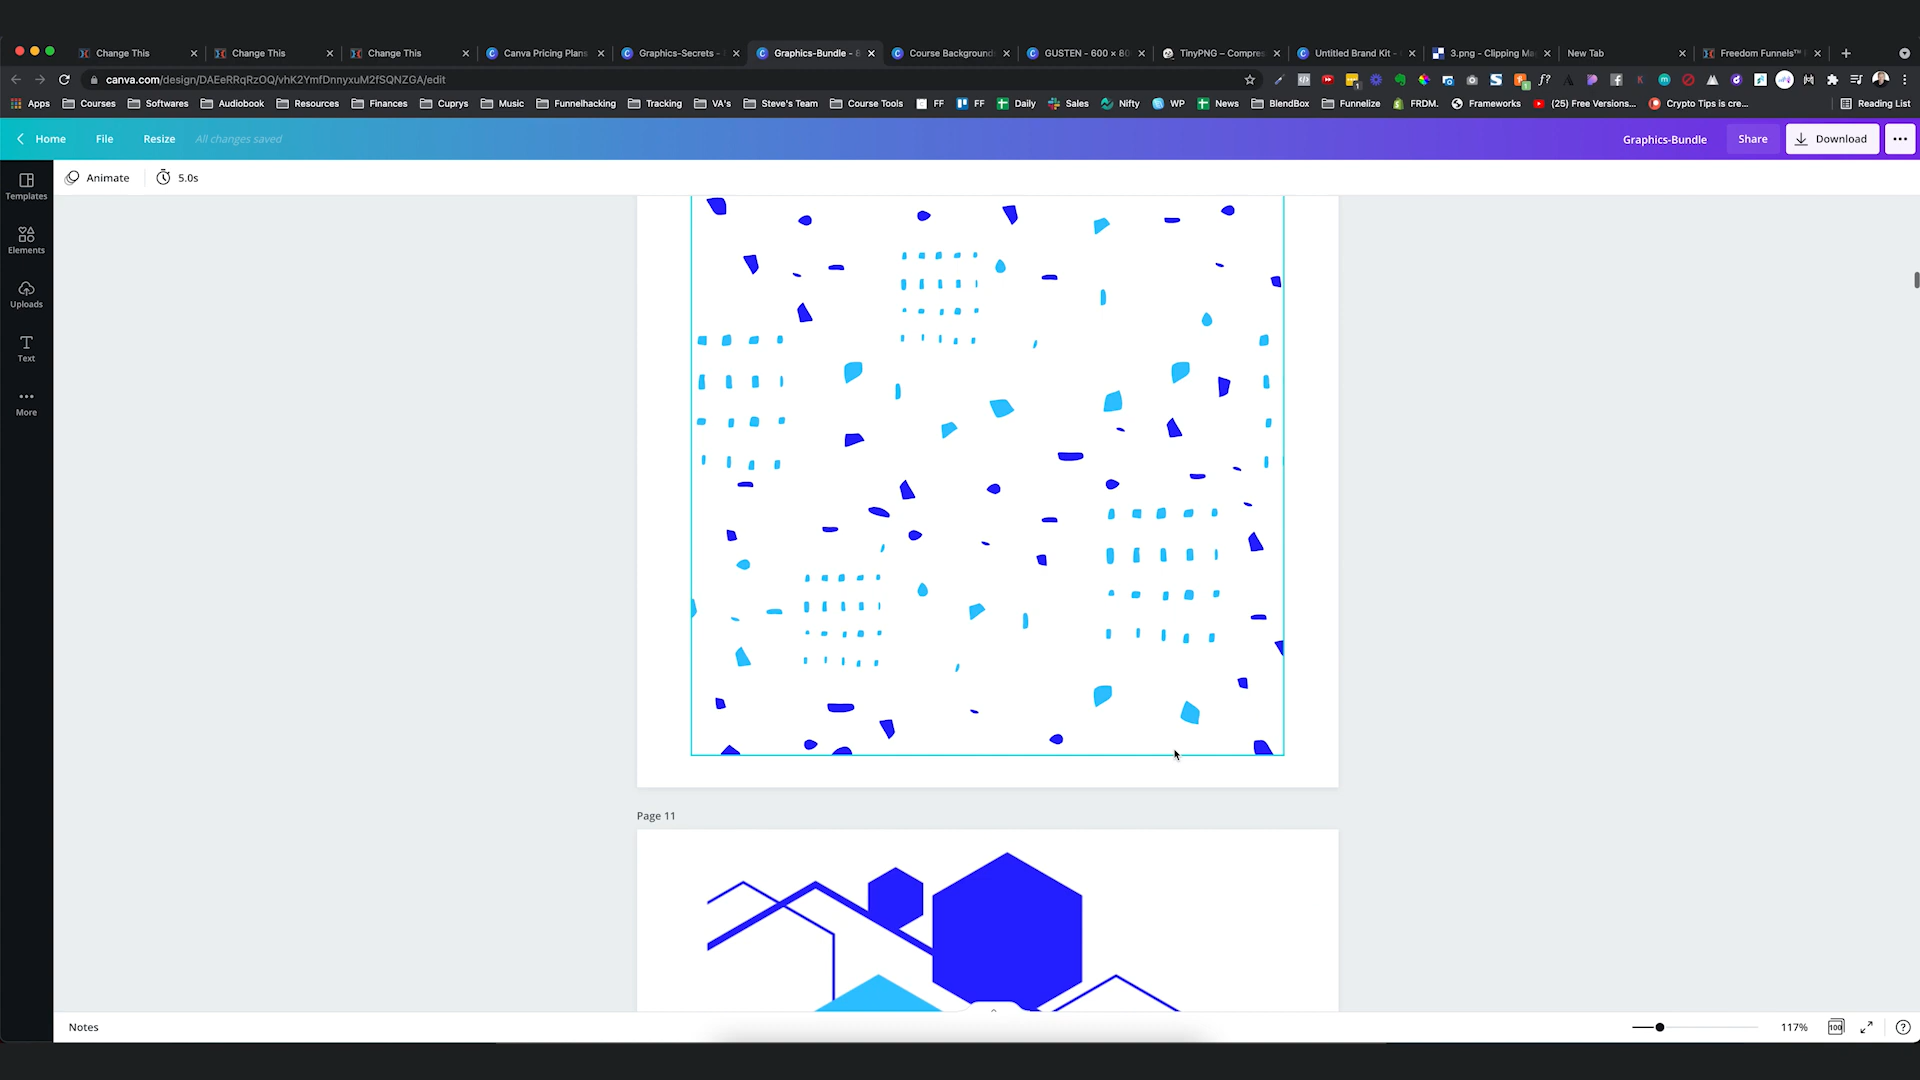 Change This
Change This
Change This
Canva Pricing Plans
Graphics-Secrets -
Graphics-Bundle - 8
Course Background
GUSTEN - 600 × 80
TinyPNG – Compres
Untitled Brand Kit -
3.png - Clipping Ma
New Tab
Freedom Funnels™
canva.com/design/DAEeRRqRzOQ/vhK2YmfDnnyxuM2fSQNZGA/edit
Apps
Courses
Softwares
Audiobook
Resources
Finances
Cuprys
Music
Funnelhacking
Tracking
VA's
Steve's Team
Course Tools
FF
FF
Daily
Sales
Nifty
WP
News
BlendBox
Funnelize
FRDM.
Frameworks
(25) Free Versions...
Crypto Tips is cre...
Reading List
Home
File
Resize
All changes saved
Graphics-Bundle
Share
Download
Templates
Elements
Uploads
Text
More
Animate
5.0s
Page 11
Notes
117%
100